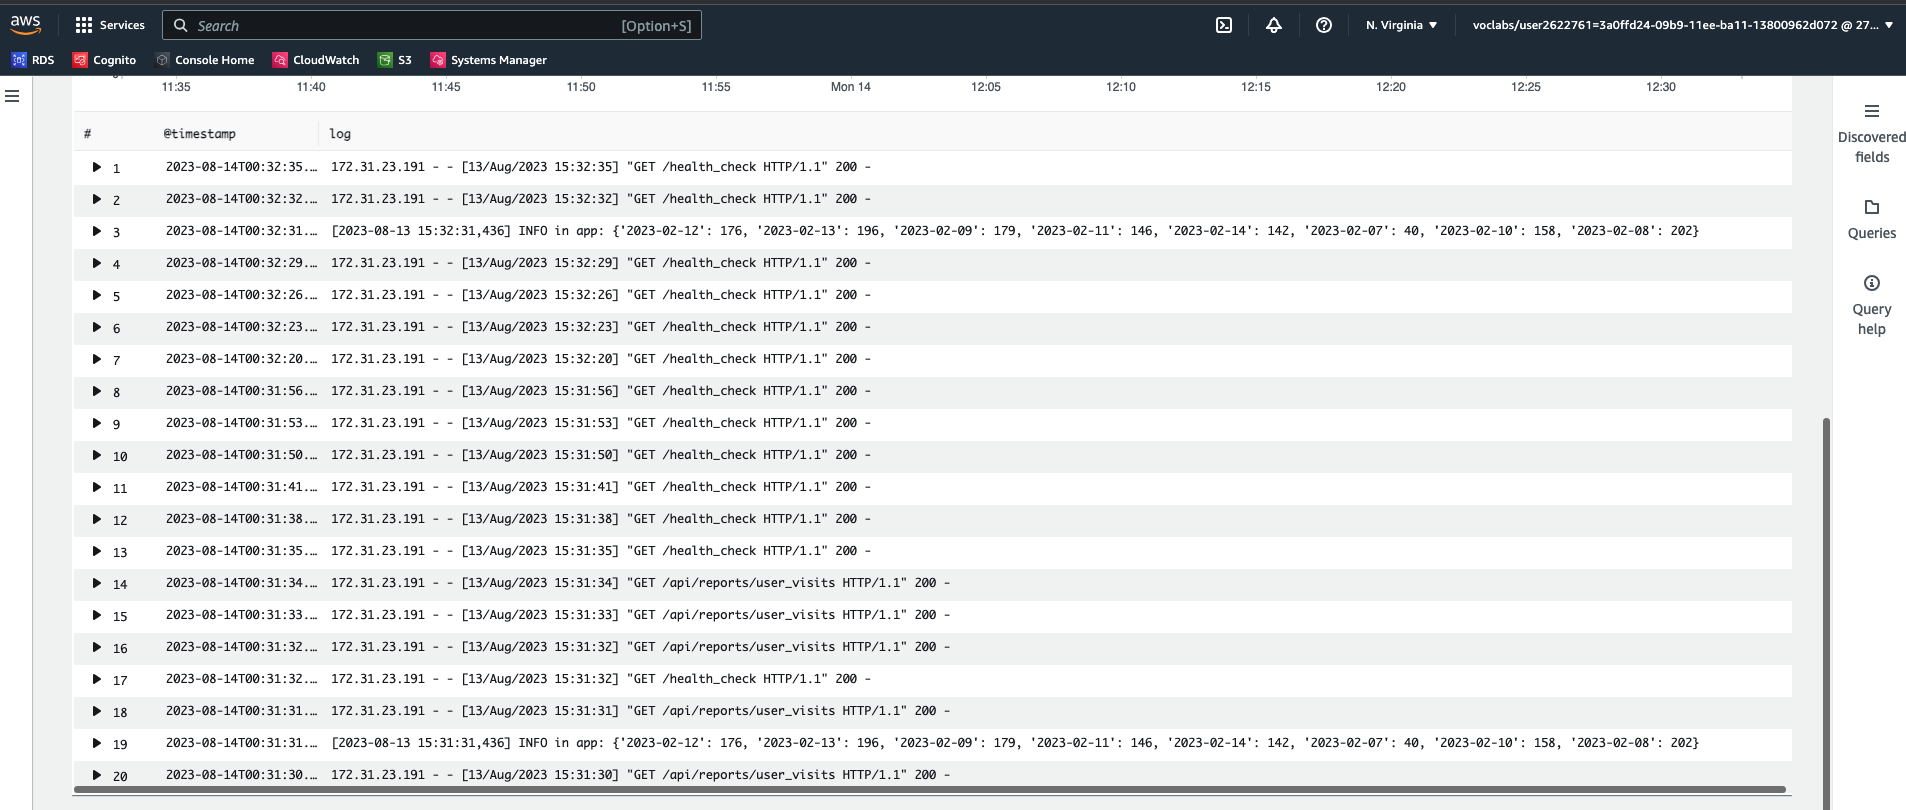 aws Services Search [Option+S] N. Virginia voclabs/user2622761=3a0ffd24-09b9-11ee-ba11-13800962d072 @ 27...
RDS Cognito Console Home CloudWatch S3 Systems Manager
11:35 11:40 11:45 11:50 11:55 Mon 14 12:05 12:10 12:15 12:20 12:25 12:30
# @timestamp log
1 2023-08-14T00:32:35... 172.31.23.191 - - [13/Aug/2023 15:32:35] "GET /health_check HTTP/1.1" 200 -
2 2023-08-14T00:32:32... 172.31.23.191 - - [13/Aug/2023 15:32:32] "GET /health_check HTTP/1.1" 200 -
3 2023-08-14T00:32:31... [2023-08-13 15:32:31,436] INFO in app: {'2023-02-12': 176, '2023-02-13': 196, '2023-02-09': 179, '2023-02-11': 146, '2023-02-14': 142, '2023-02-07': 40, '2023-02-10': 158, '2023-02-08': 202}
4 2023-08-14T00:32:29... 172.31.23.191 - - [13/Aug/2023 15:32:29] "GET /health_check HTTP/1.1" 200 -
5 2023-08-14T00:32:26... 172.31.23.191 - - [13/Aug/2023 15:32:26] "GET /health_check HTTP/1.1" 200 -
6 2023-08-14T00:32:23... 172.31.23.191 - - [13/Aug/2023 15:32:23] "GET /health_check HTTP/1.1" 200 -
7 2023-08-14T00:32:20... 172.31.23.191 - - [13/Aug/2023 15:32:20] "GET /health_check HTTP/1.1" 200 -
8 2023-08-14T00:31:56... 172.31.23.191 - - [13/Aug/2023 15:31:56] "GET /health_check HTTP/1.1" 200 -
9 2023-08-14T00:31:53... 172.31.23.191 - - [13/Aug/2023 15:31:53] "GET /health_check HTTP/1.1" 200 -
10 2023-08-14T00:31:50... 172.31.23.191 - - [13/Aug/2023 15:31:50] "GET /health_check HTTP/1.1" 200 -
11 2023-08-14T00:31:41... 172.31.23.191 - - [13/Aug/2023 15:31:41] "GET /health_check HTTP/1.1" 200 -
12 2023-08-14T00:31:38... 172.31.23.191 - - [13/Aug/2023 15:31:38] "GET /health_check HTTP/1.1" 200 -
13 2023-08-14T00:31:35... 172.31.23.191 - - [13/Aug/2023 15:31:35] "GET /health_check HTTP/1.1" 200 -
14 2023-08-14T00:31:34... 172.31.23.191 - - [13/Aug/2023 15:31:34] "GET /api/reports/user_visits HTTP/1.1" 200 -
15 2023-08-14T00:31:33... 172.31.23.191 - - [13/Aug/2023 15:31:33] "GET /api/reports/user_visits HTTP/1.1" 200 -
16 2023-08-14T00:31:32... 172.31.23.191 - - [13/Aug/2023 15:31:32] "GET /api/reports/user_visits HTTP/1.1" 200 -
17 2023-08-14T00:31:32... 172.31.23.191 - - [13/Aug/2023 15:31:32] "GET /health_check HTTP/1.1" 200 -
18 2023-08-14T00:31:31... 172.31.23.191 - - [13/Aug/2023 15:31:31] "GET /api/reports/user_visits HTTP/1.1" 200 -
19 2023-08-14T00:31:31... [2023-08-13 15:31:31,436] INFO in app: {'2023-02-12': 176, '2023-02-13': 196, '2023-02-09': 179, '2023-02-11': 146, '2023-02-14': 142, '2023-02-07': 40, '2023-02-10': 158, '2023-02-08': 202}
20 2023-08-14T00:31:30... 172.31.23.191 - - [13/Aug/2023 15:31:30] "GET /api/reports/user_visits HTTP/1.1" 200 -
Discovered
fields
Queries
Query
help